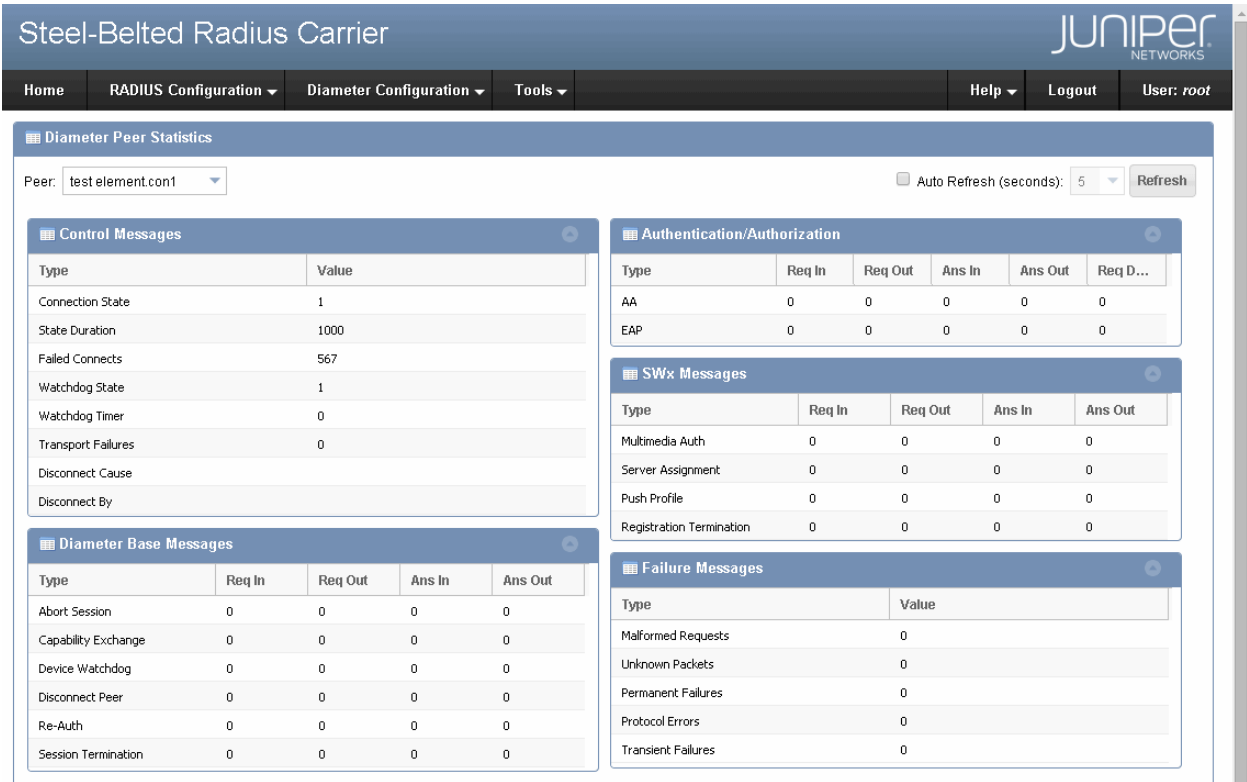 Steel-Belted Radius Carrier
JUNIPER
NETWORKS
Home RADIUS Configuration Diameter Configuration Tools Help Logout User: root
Diameter Peer Statistics
Peer: test element.con1 Auto Refresh (seconds): 5 Refresh
Control Messages
Type Value
Connection State 1
State Duration 1000
Failed Connects 567
Watchdog State 1
Watchdog Timer 0
Transport Failures 0
Disconnect Cause
Disconnect By
Diameter Base Messages
Type Req In Req Out Ans In Ans Out
Abort Session 0 0 0 0
Capability Exchange 0 0 0 0
Device Watchdog 0 0 0 0
Disconnect Peer 0 0 0 0
Re-Auth 0 0 0 0
Session Termination 0 0 0 0
Authentication/Authorization
Type Req In Req Out Ans In Ans Out Req D...
AA 0 0 0 0 0
EAP 0 0 0 0 0
SWx Messages
Type Req In Req Out Ans In Ans Out
Multimedia Auth 0 0 0 0
Server Assignment 0 0 0 0
Push Profile 0 0 0 0
Registration Termination 0 0 0 0
Failure Messages
Type Value
Malformed Requests 0
Unknown Packets 0
Permanent Failures 0
Protocol Errors 0
Transient Failures 0